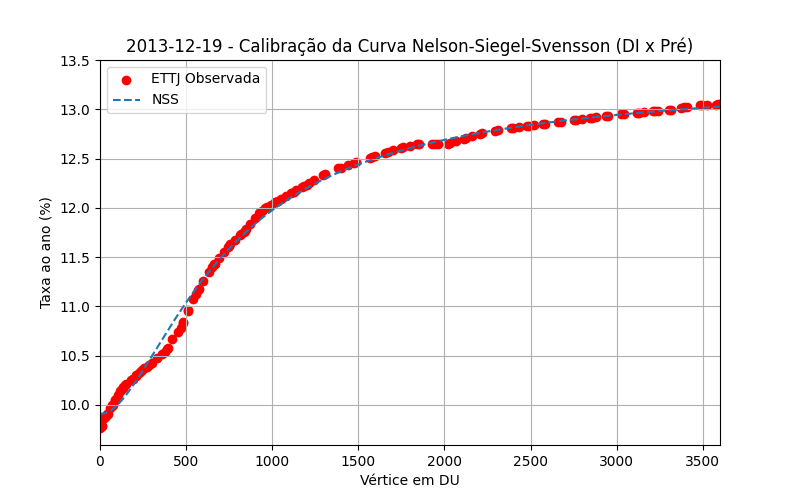 2013-12-19 - Calibração da Curva Nelson-Siegel-Svensson (DI x Pré)
ETTJ Observada
NSS
Taxa ao ano (%)
13.5
13.0
12.5
12.0
11.5
11.0
10.5
10.0
0 500 1000 1500 2000 2500 3000 3500
Vértice em DU